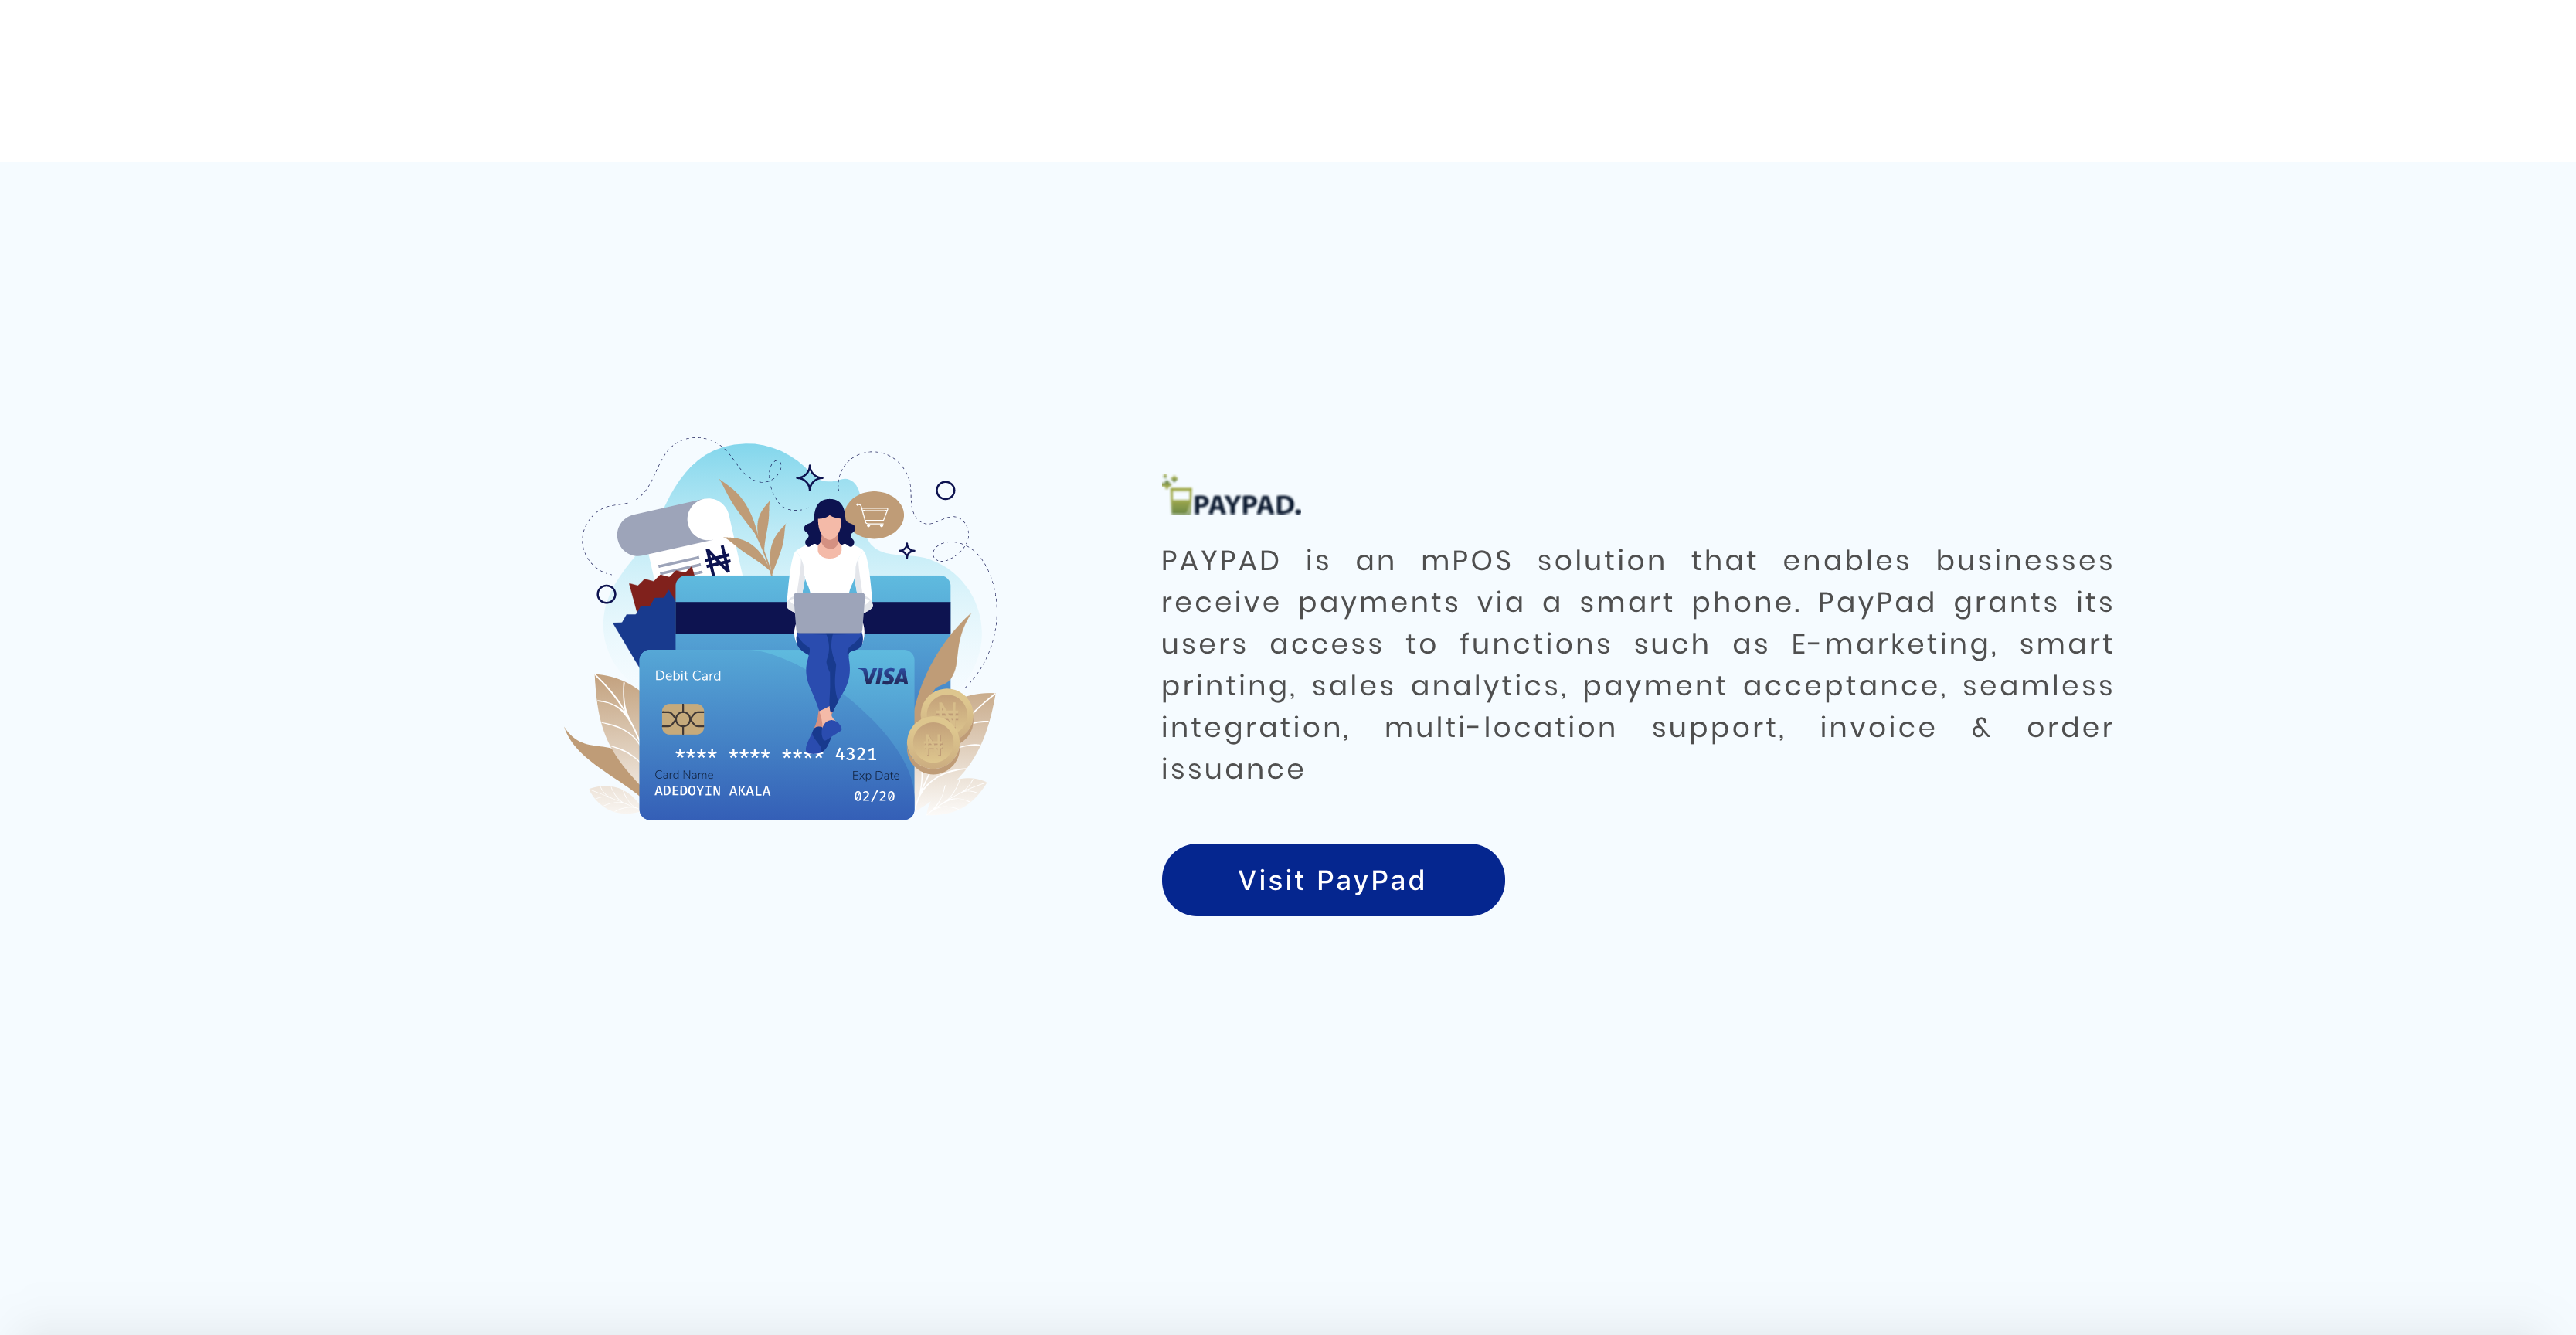 PAYPAD.
PAYPAD is an mPOS solution that enables businesses
receive payments via a smart phone. PayPad grants its
users access to functions such as E-marketing, smart
printing, sales analytics, payment acceptance, seamless
integration, multi-location support, invoice & order
issuance
Visit PayPad
₦
Debit Card
VISA
**** **** **** 4321
Card Name
Exp Date
ADEDOYIN AKALA
02/20
₦
₦